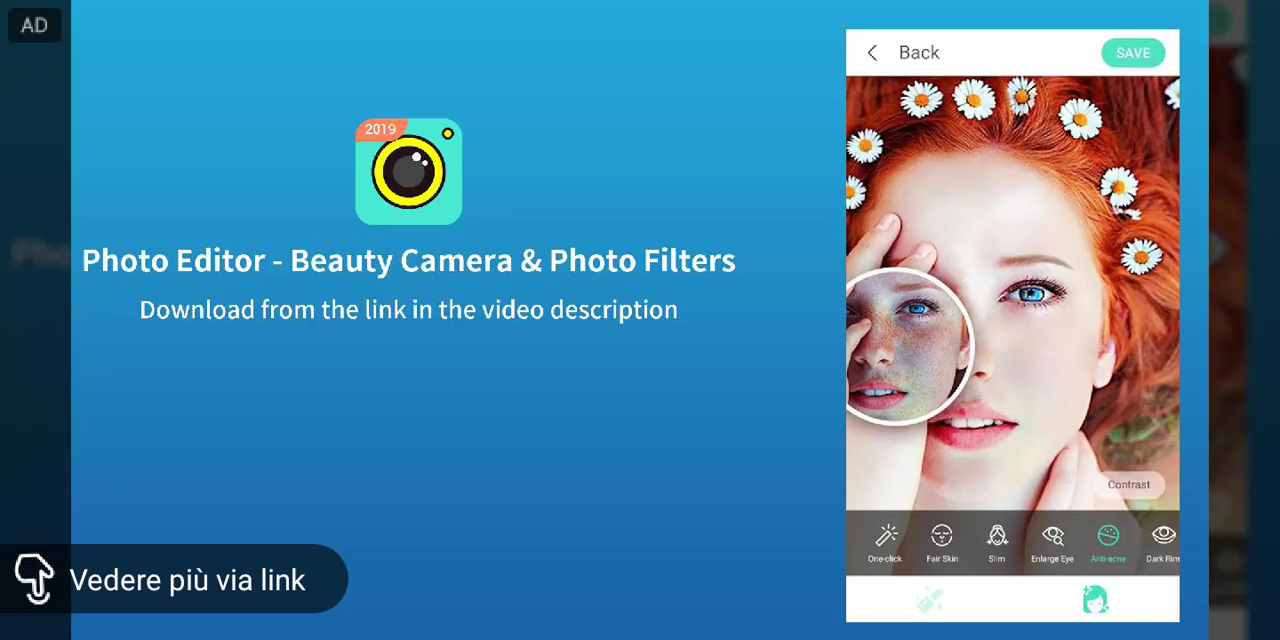 AD
2019
Photo Editor - Beauty Camera & Photo Filters
Download from the link in the video description
Vedere più via link
Back
SAVE
Contrast
One-click
Fair Skin
Slim
Enlarge Eye
Anti-acne
Dark Rim